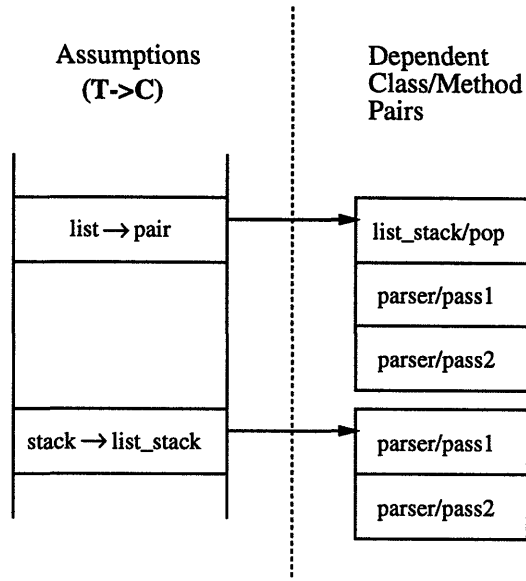 Assumptions
(T->C)
Dependent
Class/Method
Pairs
list → pair
list_stack/pop
parser/pass1
parser/pass2
stack → list_stack
parser/pass1
parser/pass2